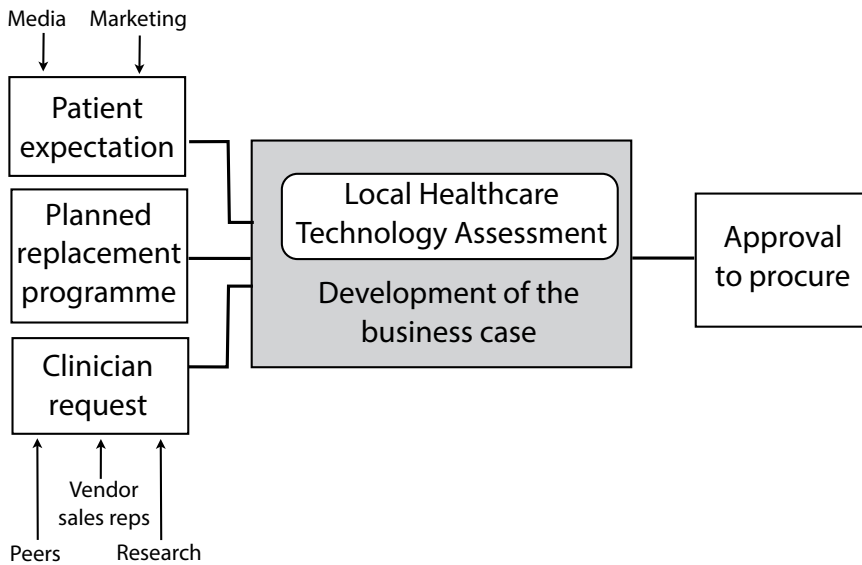 Media
Marketing
Patient
expectation
Planned
replacement
programme
Clinician
request
Vendor
sales reps
Peers
Research
Local Healthcare
Technology Assessment
Development of the
business case
Approval
to procure